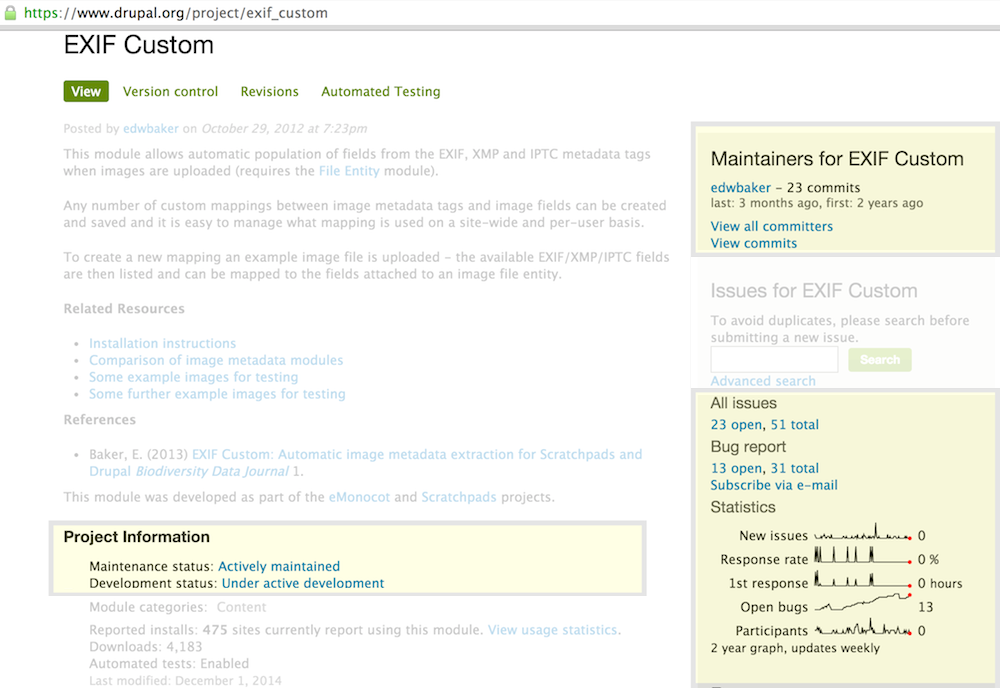 https://www.drupal.org/project/exif_custom
EXIF Custom
View Version control Revisions Automated Testing
Posted by edwbaker on October 29, 2012 at 7:23pm
This module allows automatic population of fields from the EXIF, XMP and IPTC metadata tags
when images are uploaded (requires the File Entity module).
Any number of custom mappings between image metadata tags and image fields can be created
and saved and it is easy to manage what mapping is used on a site-wide and per-user basis.
To create a new mapping an example image file is uploaded - the available EXIF/XMP/IPTC fields
are then listed and can be mapped to the fields attached to an image file entity.
Related Resources
• Installation instructions
• Comparison of image metadata modules
• Some example images for testing
• Some further example images for testing
References
• Baker, E. (2013) EXIF Custom: Automatic image metadata extraction for Scratchpads and
Drupal Biodiversity Data Journal 1.
This module was developed as part of the eMonocot and Scratchpads projects.
Project Information
Maintenance status: Actively maintained
Development status: Under active development
Module categories: Content
Reported installs: 475 sites currently report using this module. View usage statistics.
Downloads: 4,183
Automated tests: Enabled
Last modified: December 1, 2014
Maintainers for EXIF Custom
edwbaker – 23 commits
last: 3 months ago, first: 2 years ago
View all committers
View commits
Issues for EXIF Custom
To avoid duplicates, please search before
submitting a new issue.
Search
Advanced search
All issues
23 open, 51 total
Bug report
13 open, 31 total
Subscribe via e-mail
Statistics
New issues 0
Response rate 0 %
1st response 0 hours
Open bugs 13
Participants 0
2 year graph, updates weekly